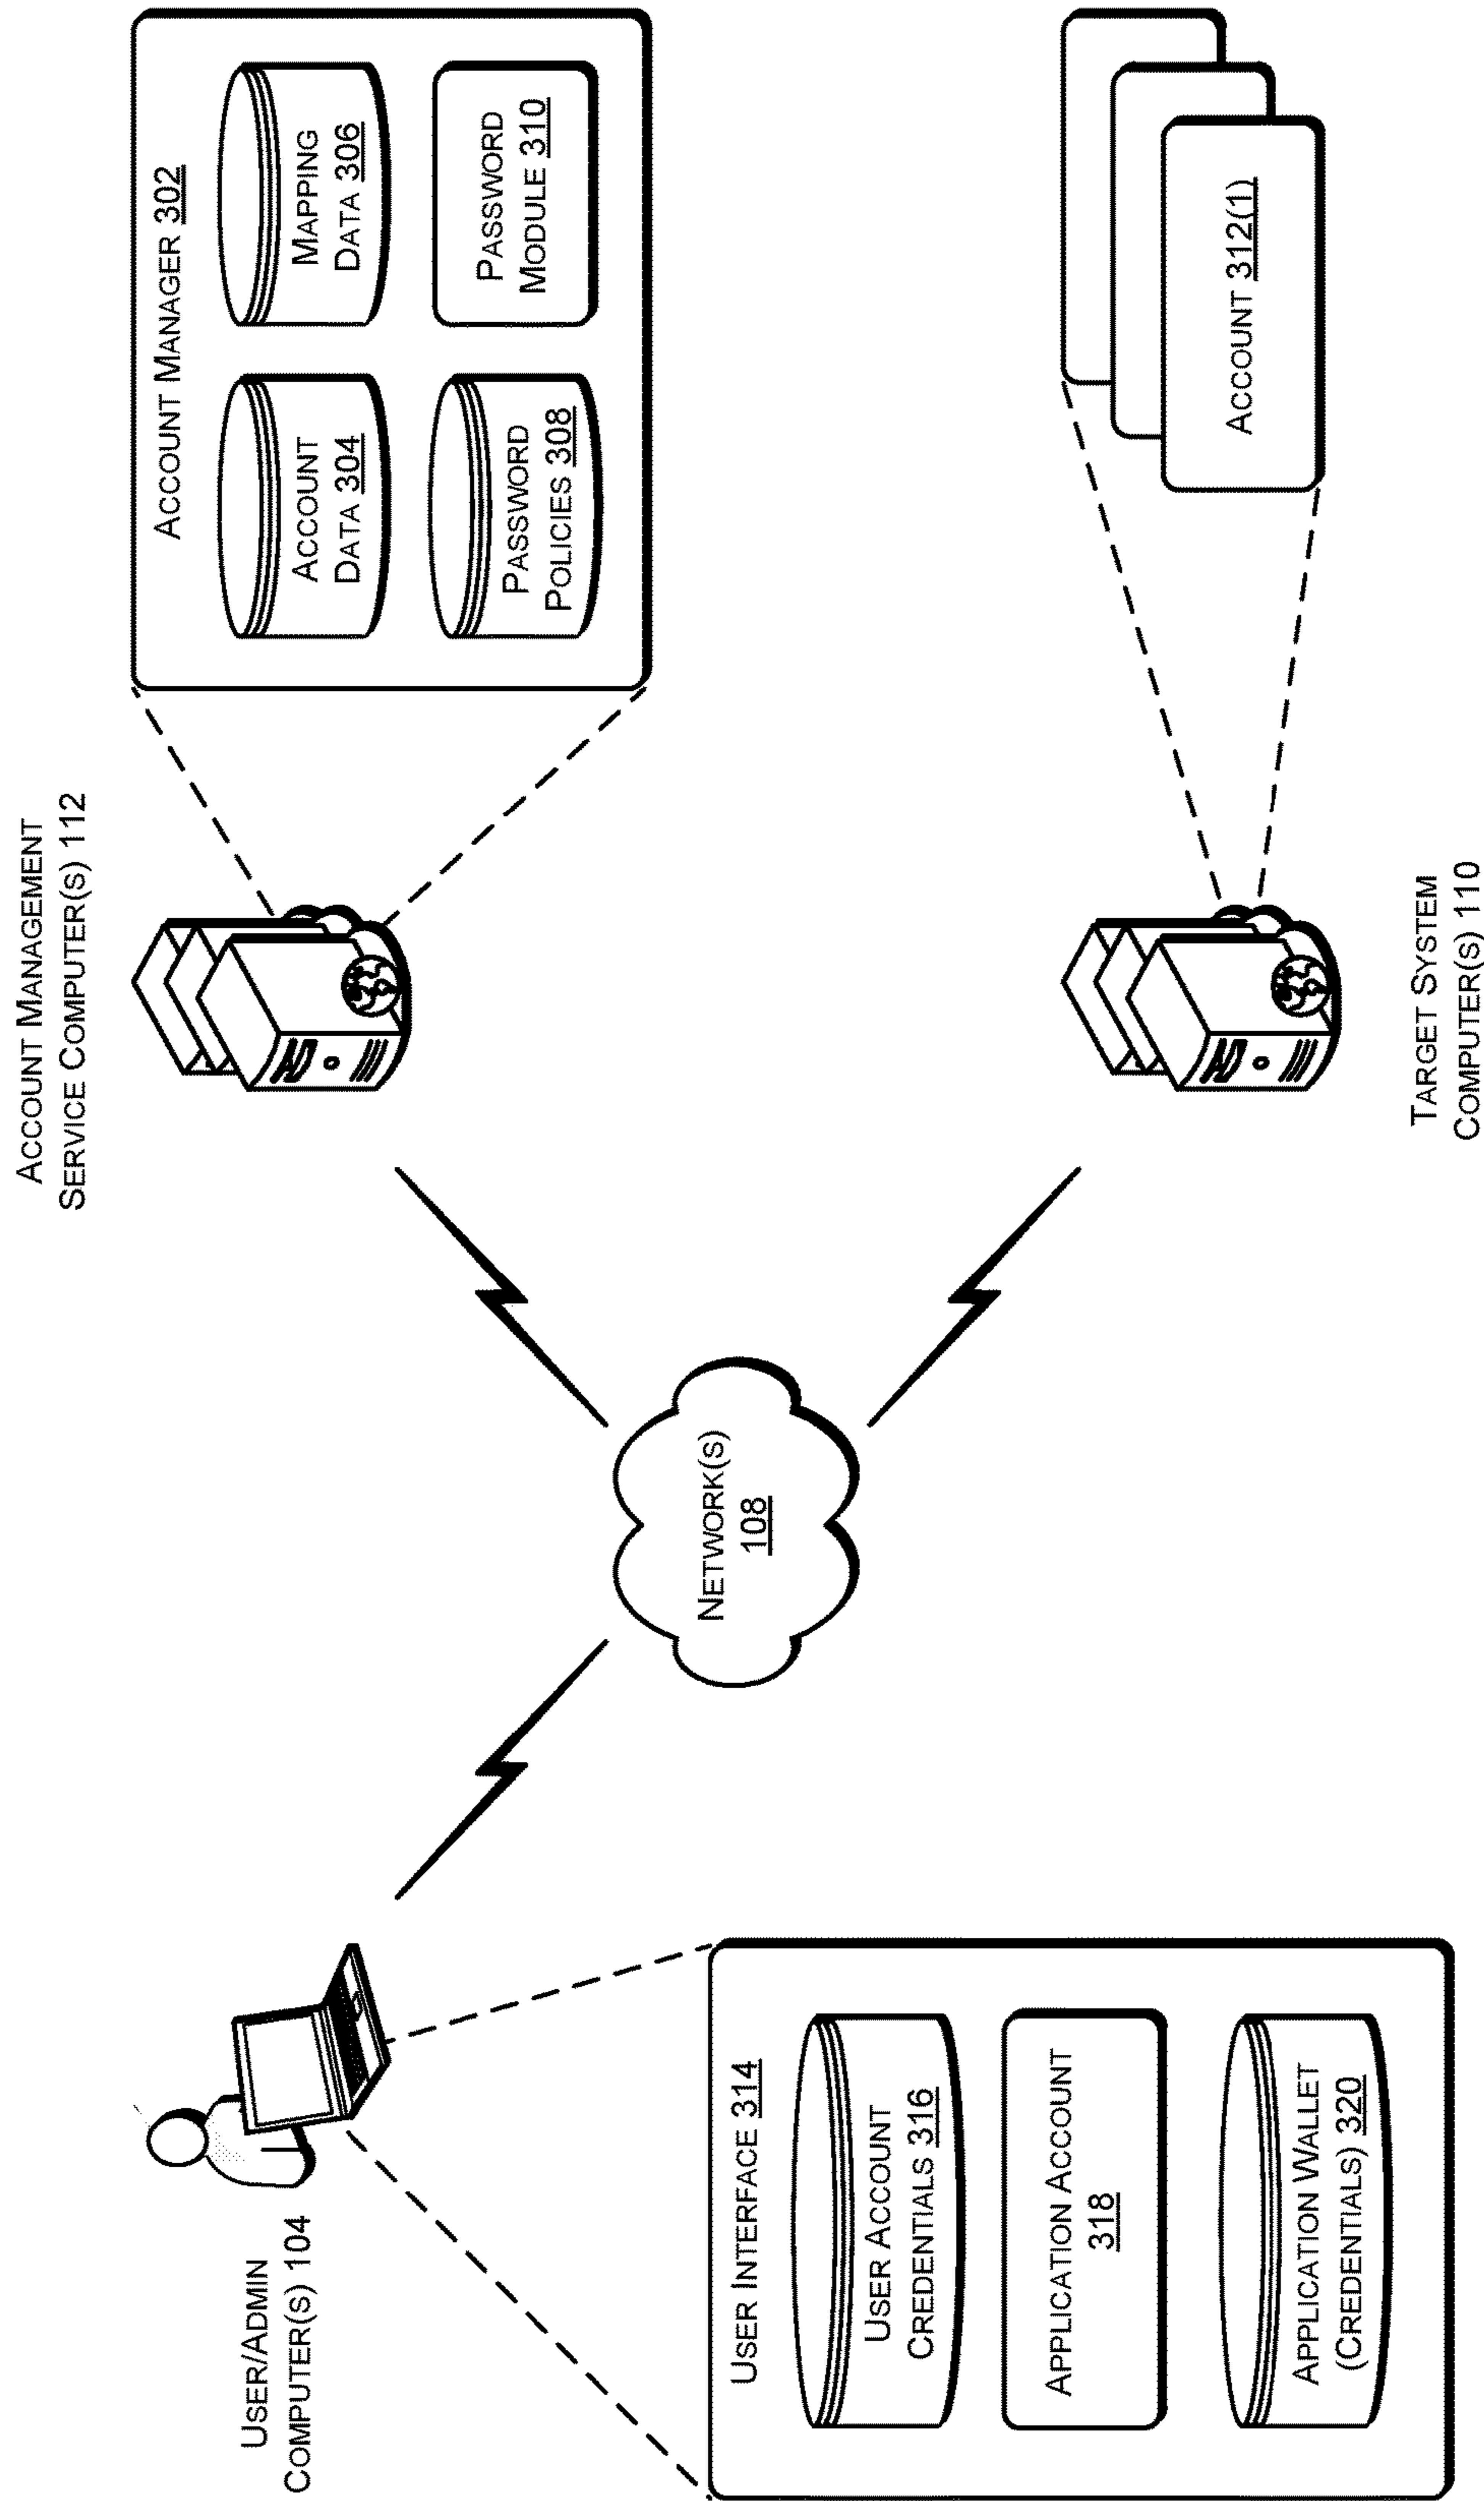 ACCOUNT MANAGEMENT
SERVICE COMPUTER(S) 112
ACCOUNT MANAGER 302
ACCOUNT
DATA 304
MAPPING
DATA 306
PASSWORD
POLICIES 308
PASSWORD
MODULE 310
USER/ADMIN
COMPUTER(S) 104
NETWORK(S)
108
USER INTERFACE 314
USER ACCOUNT
CREDENTIALS 316
APPLICATION ACCOUNT
318
APPLICATION WALLET
(CREDENTIALS) 320
ACCOUNT 312(1)
TARGET SYSTEM
COMPUTER(S) 110